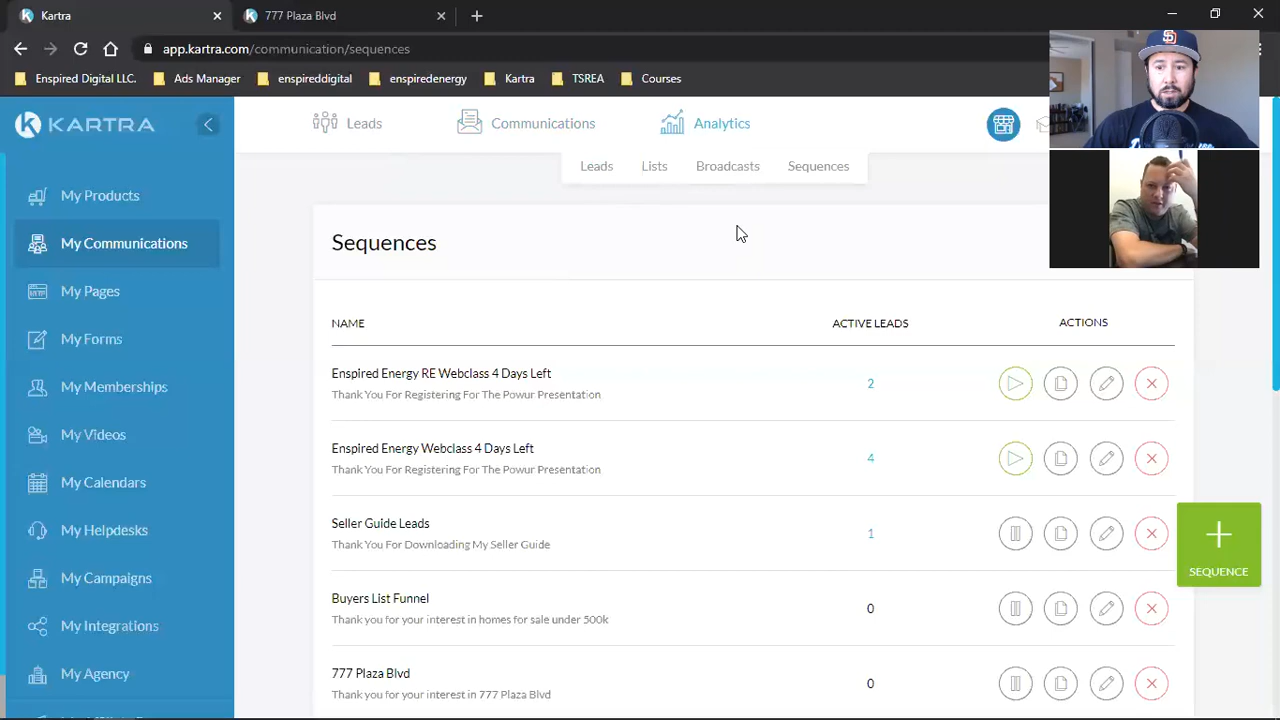 Kartra
777 Plaza Blvd
app.kartra.com/communication/sequences
Enspired Digital LLC.
Ads Manager
enspireddigital
enspiredenergy
Kartra
TSREA
Courses
KARTRA
Leads
Communications
Analytics
Leads
Lists
Broadcasts
Sequences
My Products
My Communications
My Pages
My Forms
My Memberships
My Videos
My Calendars
My Helpdesks
My Campaigns
My Integrations
My Agency
Sequences
NAME
ACTIVE LEADS
ACTIONS
Enspired Energy RE Webclass 4 Days Left
Thank You For Registering For The Powur Presentation
2
Enspired Energy Webclass 4 Days Left
Thank You For Registering For The Powur Presentation
4
Seller Guide Leads
Thank You For Downloading My Seller Guide
1
Buyers List Funnel
Thank you for your interest in homes for sale under 500k
0
777 Plaza Blvd
Thank you for your interest in 777 Plaza Blvd
0
SEQUENCE